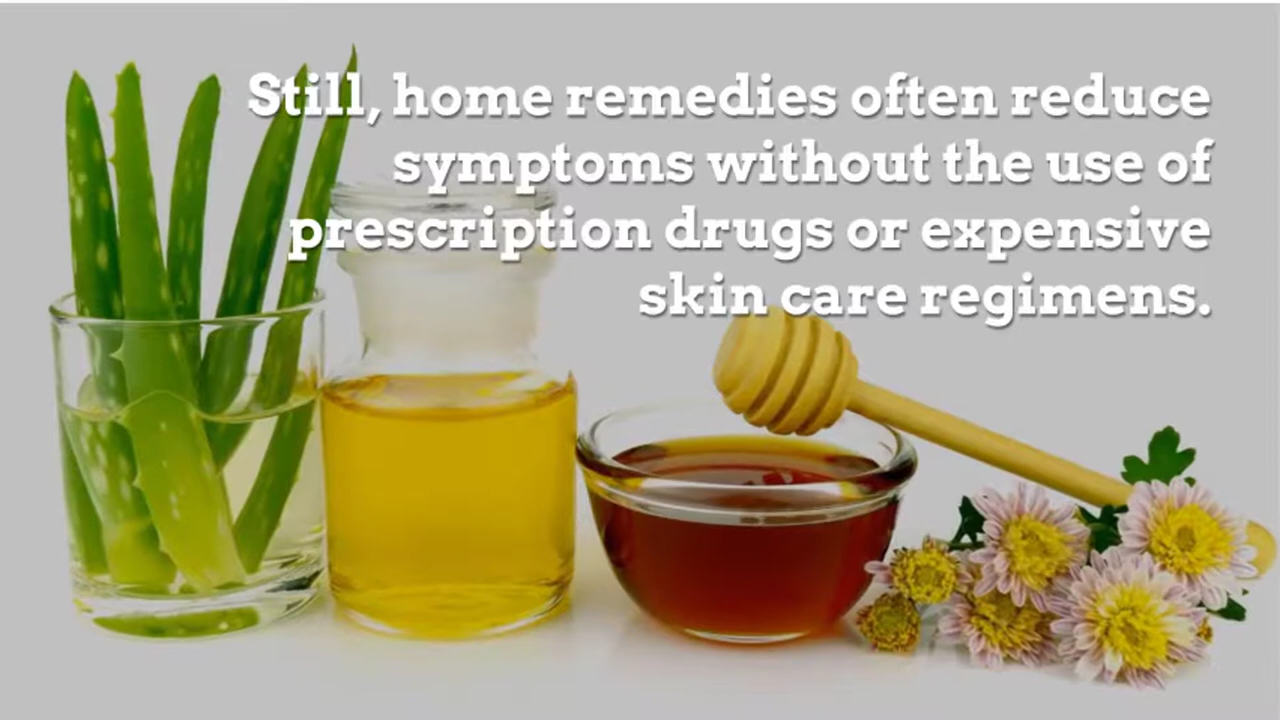 Still, home remedies often reduce
symptoms without the use of
prescription drugs or expensive
skin care regimens.